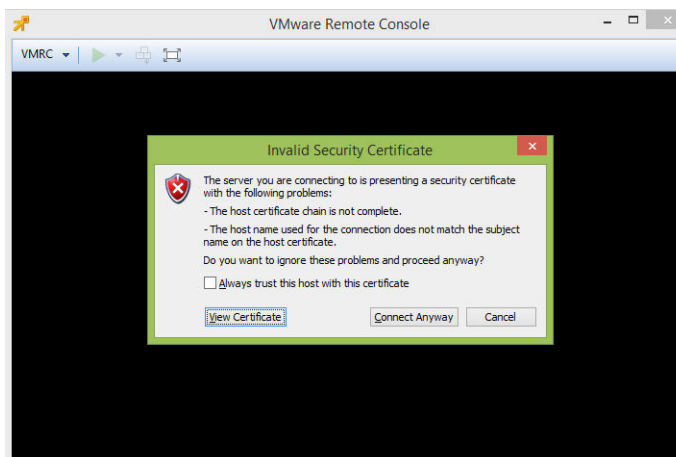 VMware Remote Console
VMRC
Invalid Security Certificate
The server you are connecting to is presenting a security certificate
with the following problems:
- The host certificate chain is not complete.
- The host name used for the connection does not match the subject
name on the host certificate.
Do you want to ignore these problems and proceed anyway?
Always trust this host with this certificate
View Certificate
Connect Anyway
Cancel